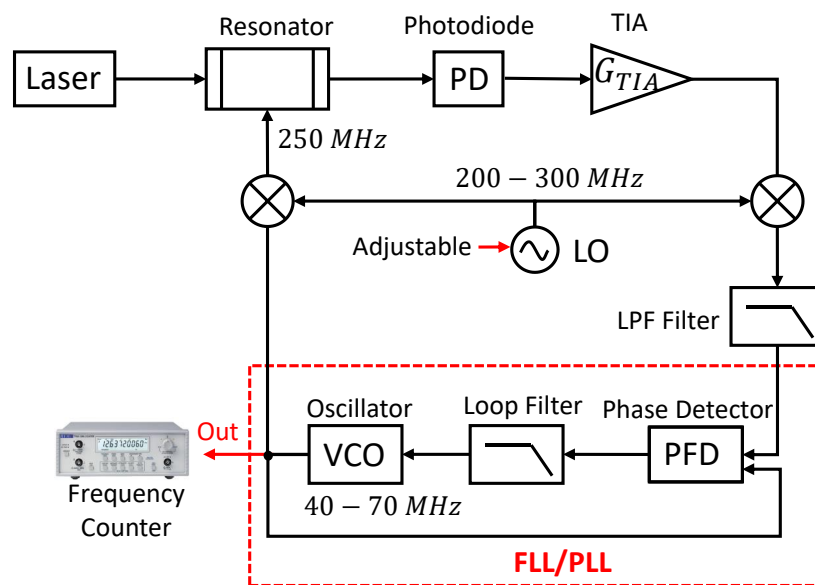 Resonator
Photodiode
TIA
Laser
PD
G_TIA
250 MHz
200 − 300 MHz
Adjustable
LO
LPF Filter
Oscillator
Loop Filter
Phase Detector
Out
VCO
PFD
Frequency
Counter
40 − 70 MHz
FLL/PLL